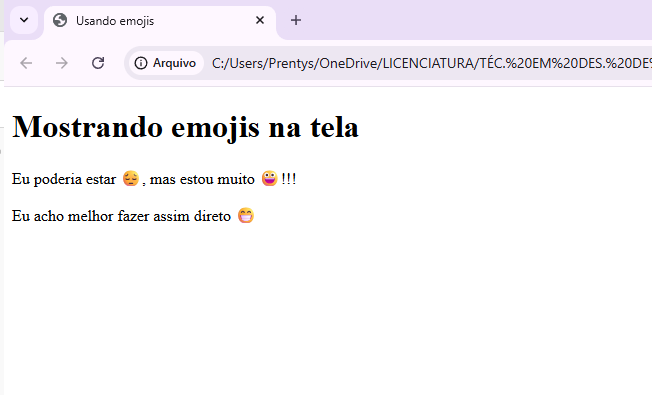 Usando emojis
Arquivo C:/Users/Prentys/OneDrive/LICENCIATURA/TÉC.%20EM%20DES.%20DE%
Mostrando emojis na tela
Eu poderia estar 😔, mas estou muito 🤪!!!
Eu acho melhor fazer assim direto 😁